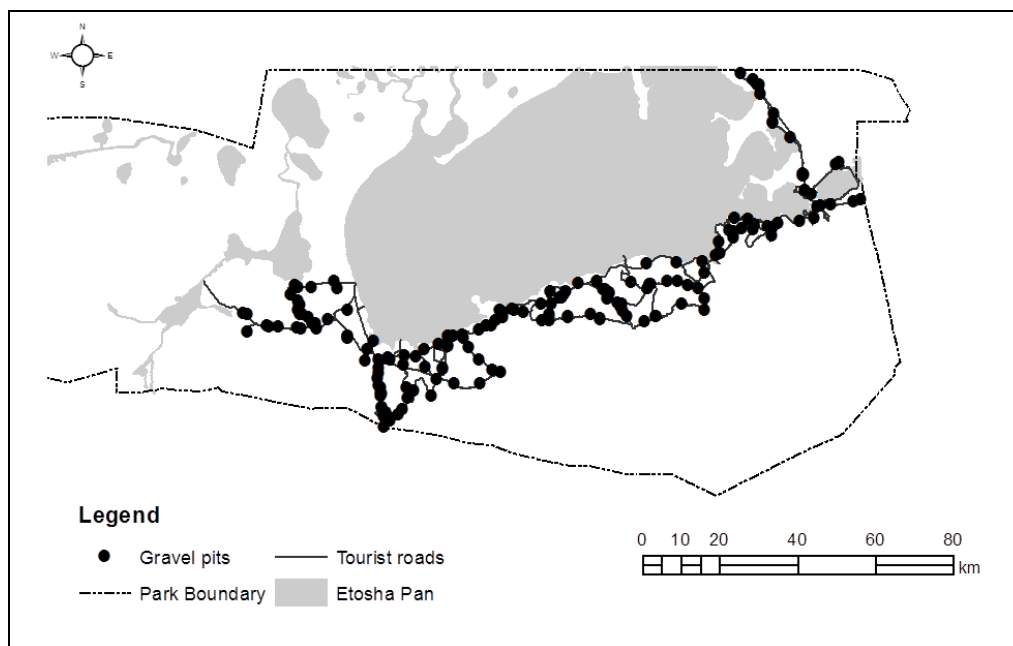 N
W E
S
Legend
Gravel pits Tourist roads
Park Boundary Etosha Pan
0 10 20 40 60 80
km